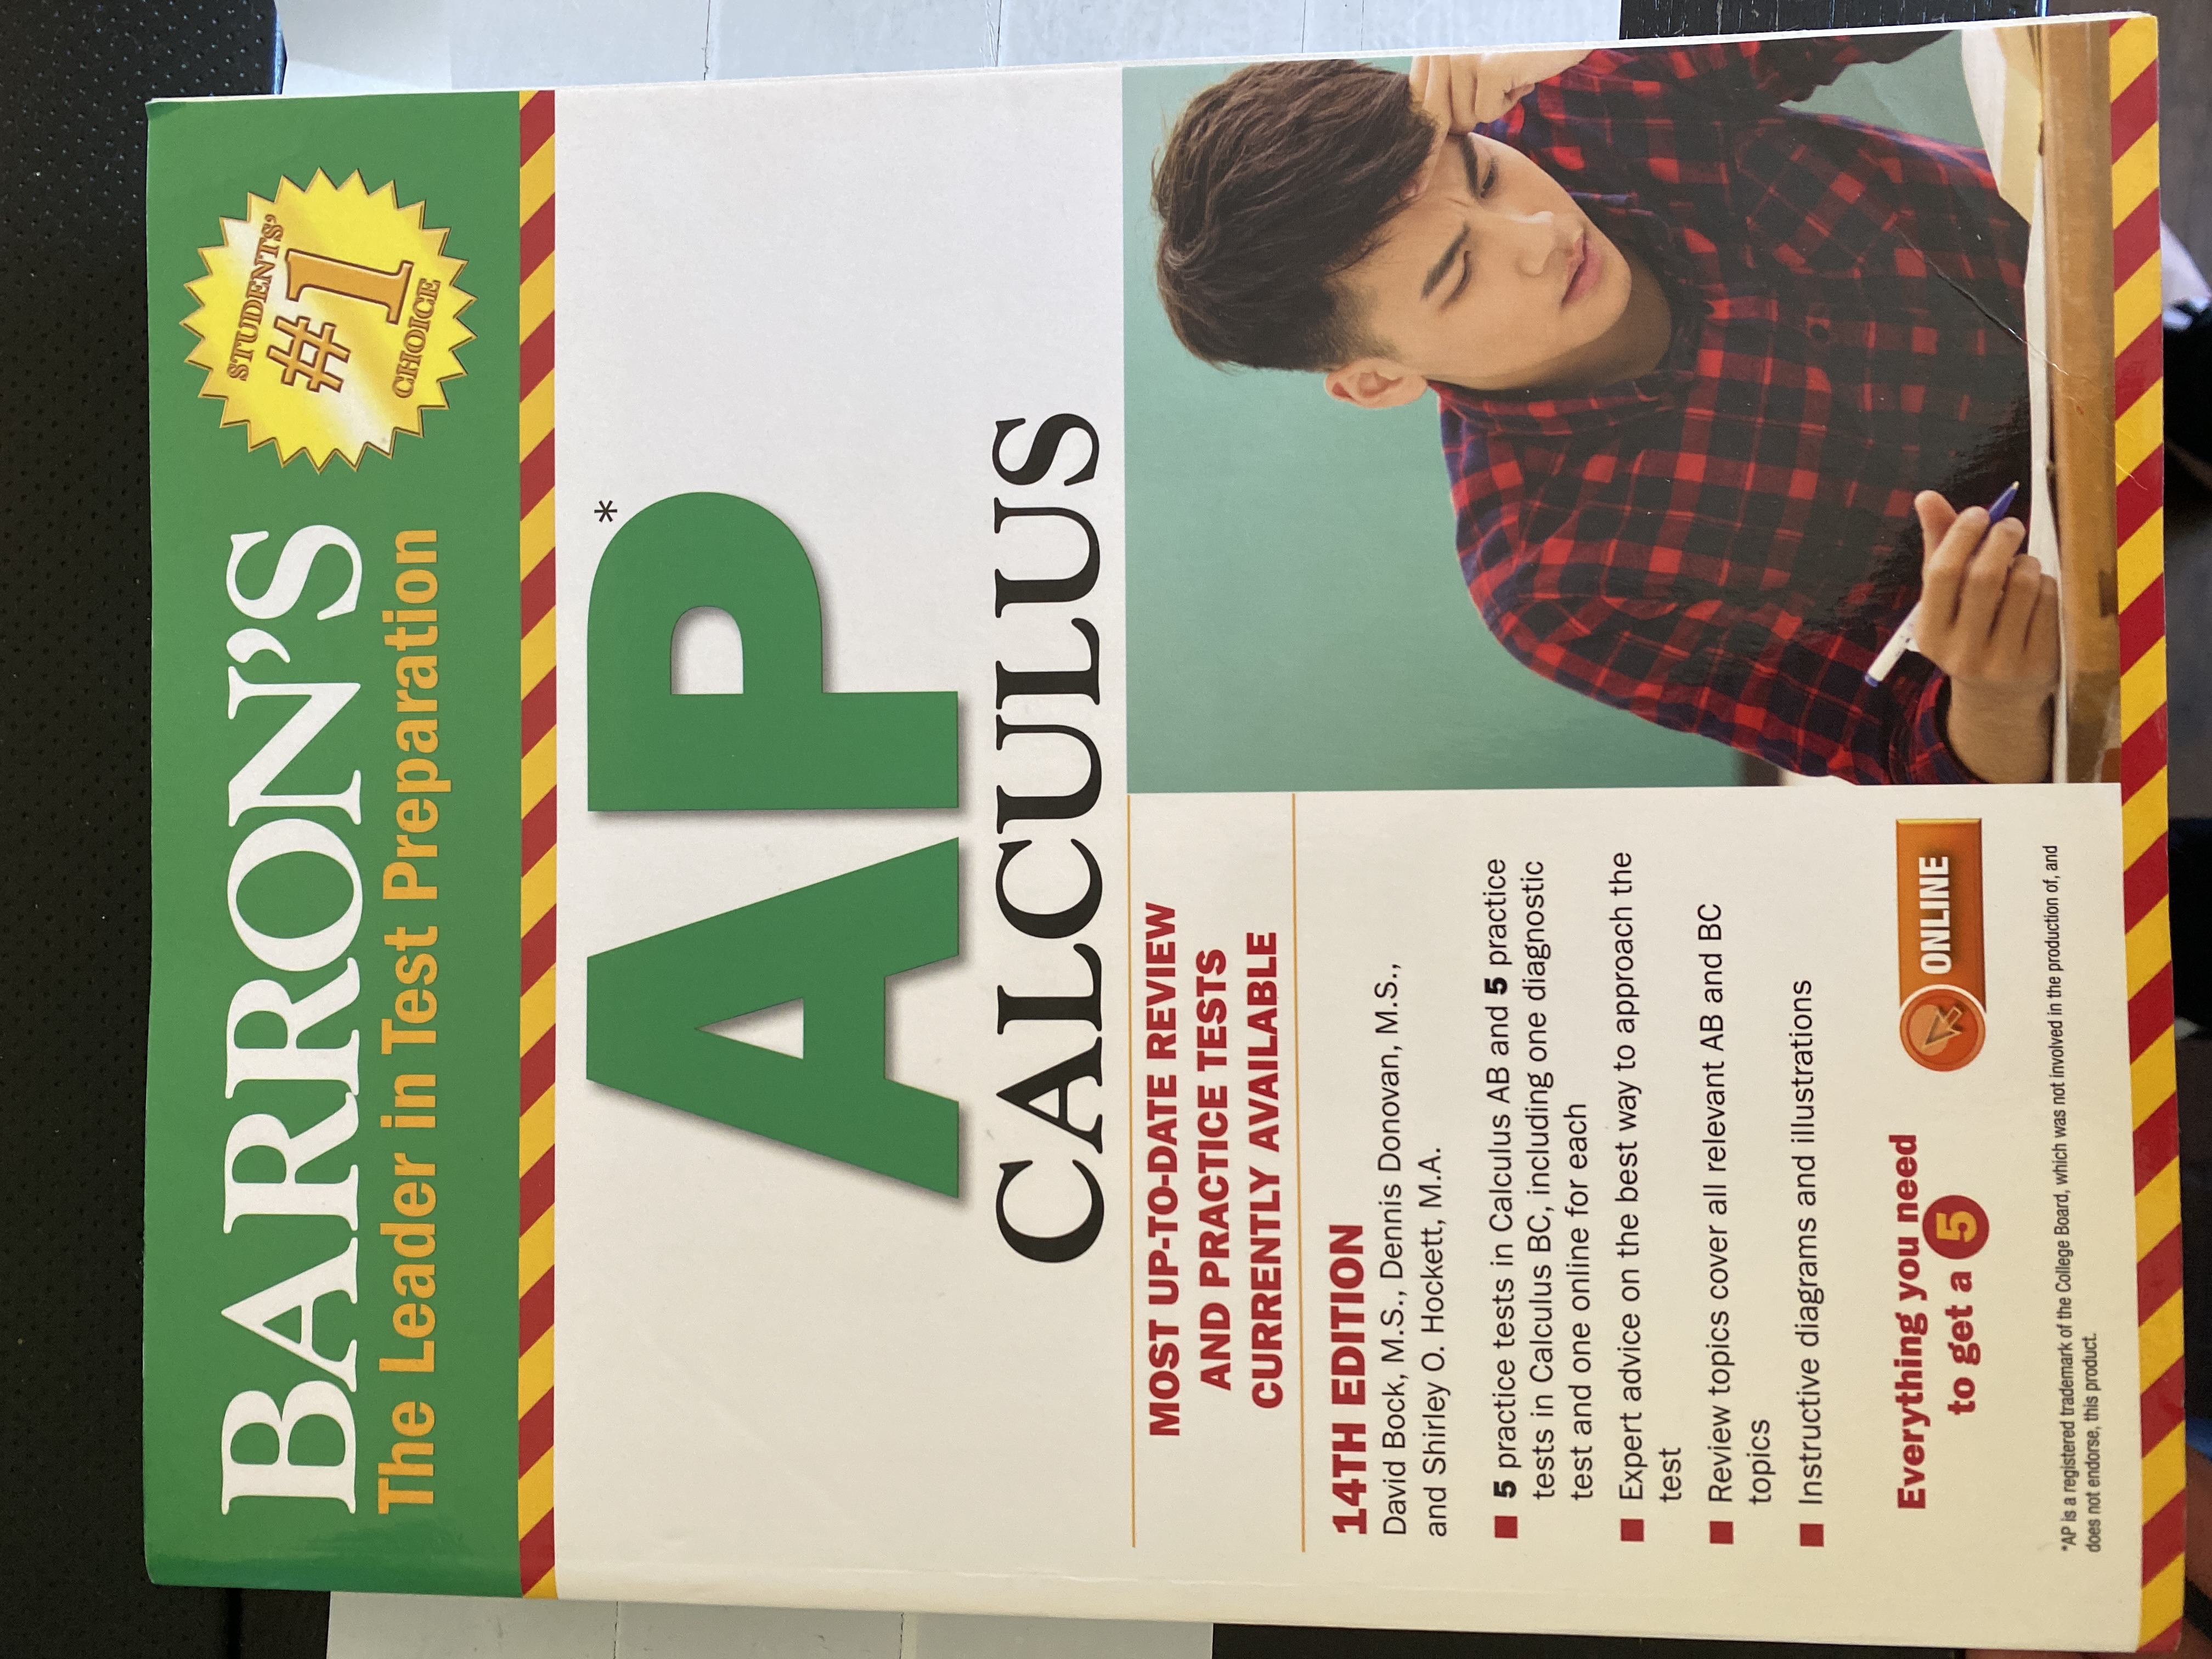 BARRON'S
The Leader in Test Preparation
STUDENTS'
#1
CHOICE
AP*
CALCULUS
MOST UP-TO-DATE REVIEW
AND PRACTICE TESTS
CURRENTLY AVAILABLE
14TH EDITION
David Bock, M.S., Dennis Donovan, M.S.,
and Shirley O. Hockett, M.A.
■ 5 practice tests in Calculus AB and 5 practice
tests in Calculus BC, including one diagnostic
test and one online for each
■ Expert advice on the best way to approach the
test
■ Review topics cover all relevant AB and BC
topics
■ Instructive diagrams and illustrations
Everything you need
to get a 5
ONLINE
*AP is a registered trademark of the College Board, which was not involved in the production of, and
does not endorse, this product.